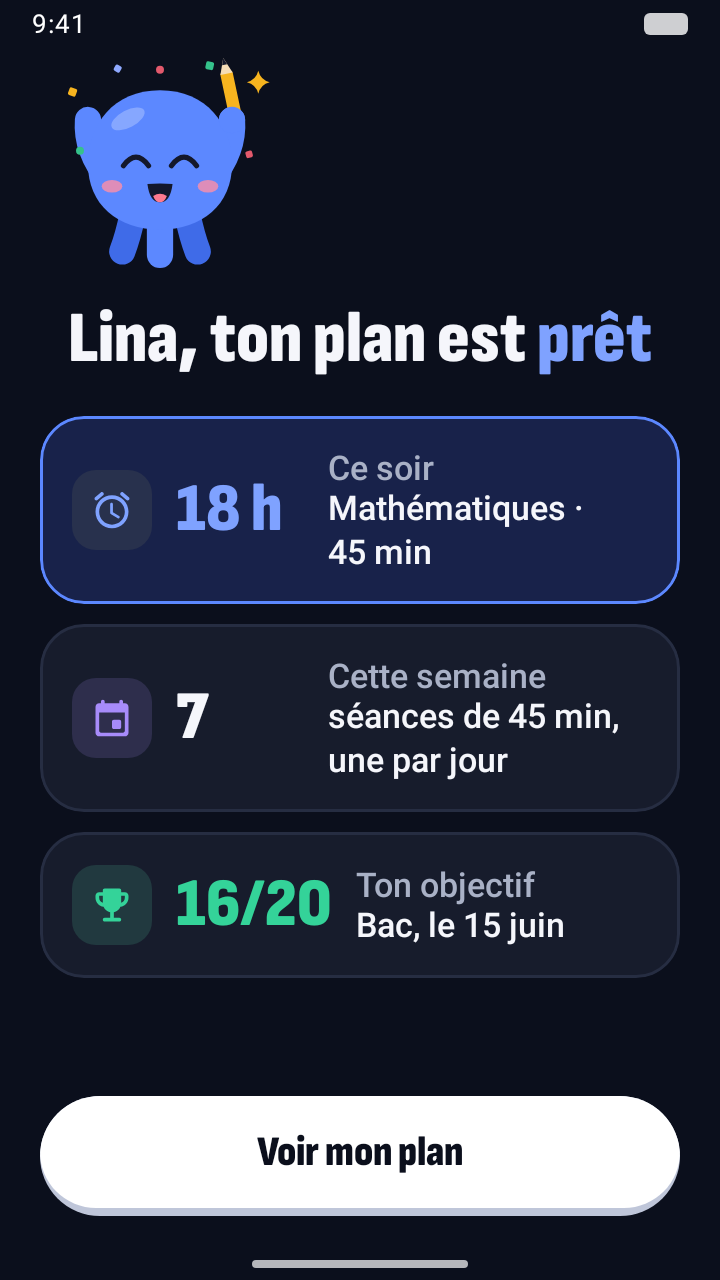 9:41
Lina, ton plan est prêt
18 h
Ce soir
Mathématiques ·
45 min
7
Cette semaine
séances de 45 min,
une par jour
16/20
Ton objectif
Bac, le 15 juin
Voir mon plan